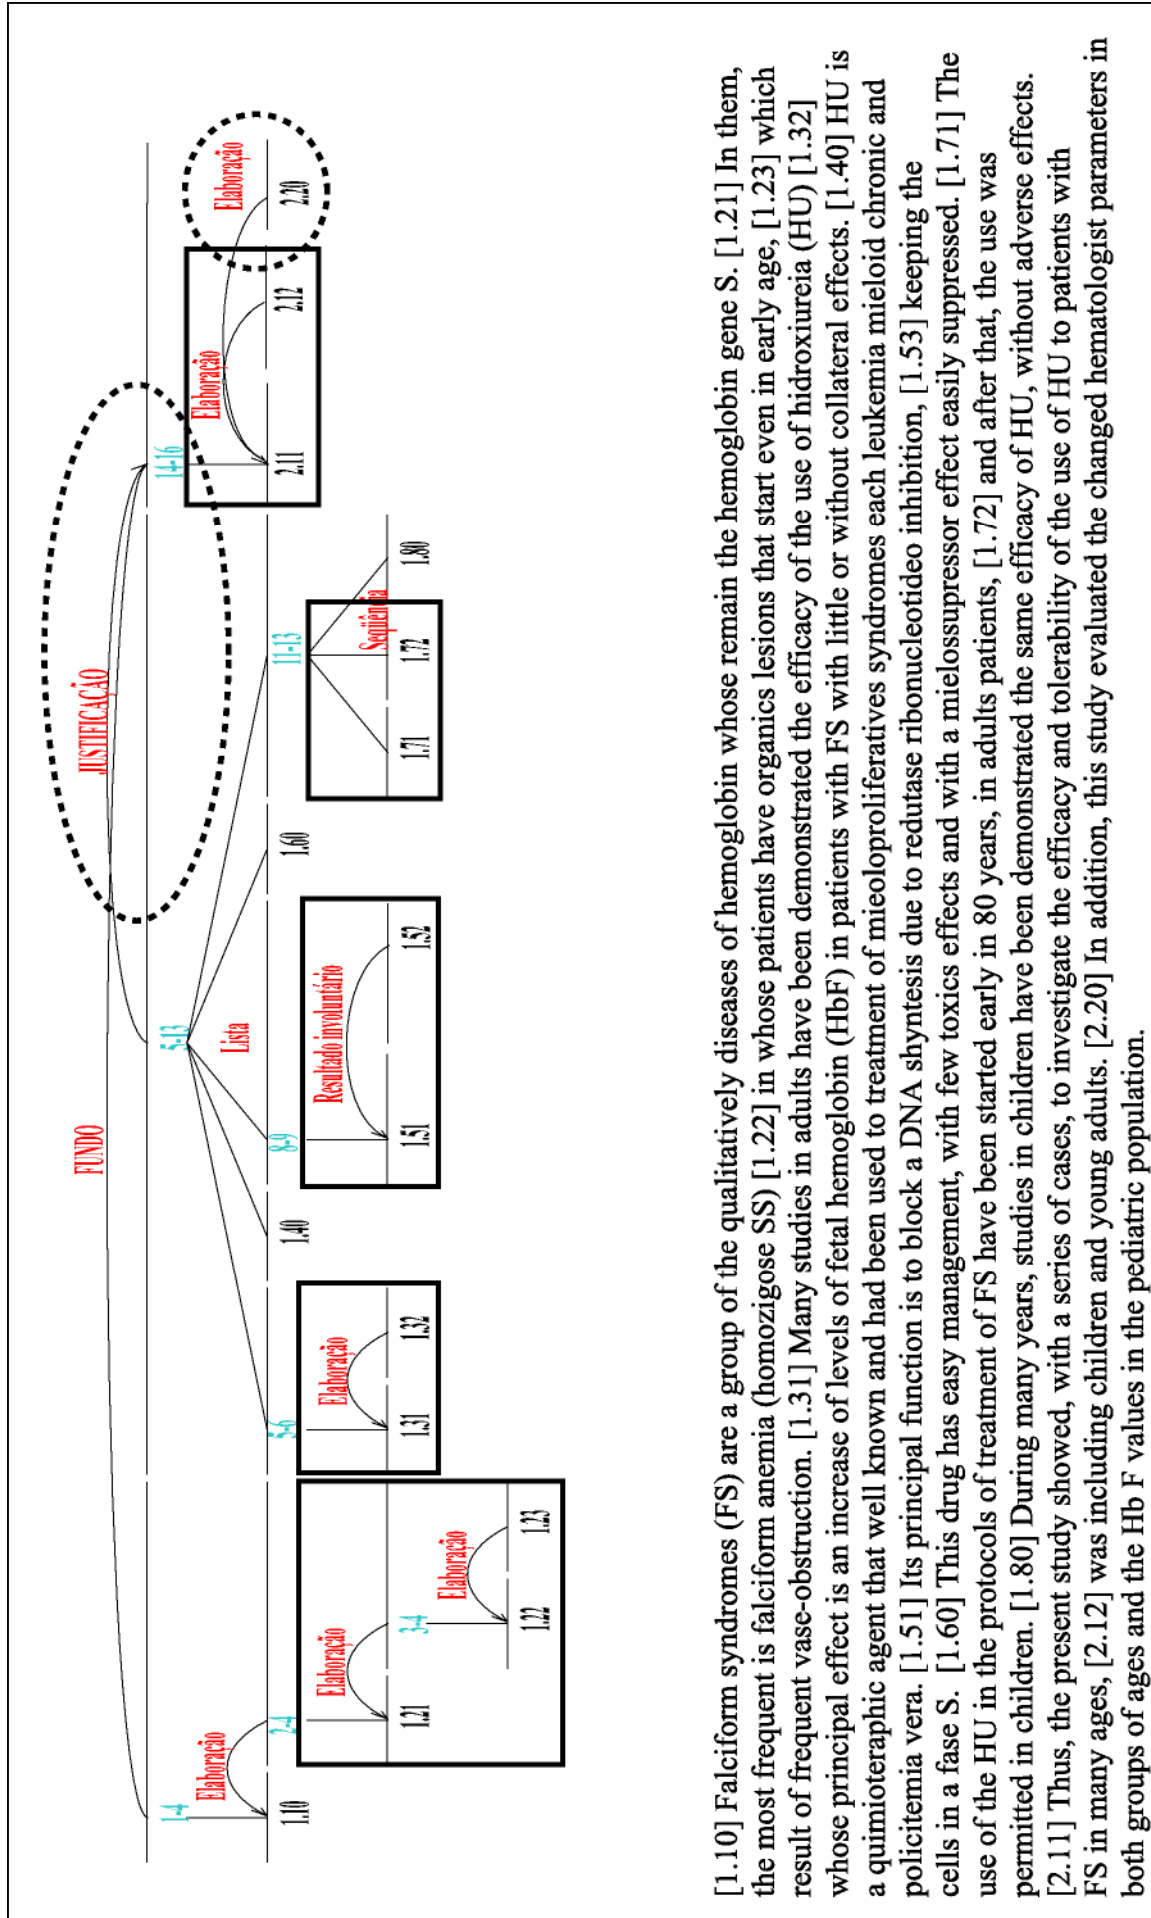 FUNDO
JUSTIFICAÇÃO
1-4
5-13
14-16
Elaboração
Lista
Elaboração
Elaboração
1.10
2-4
5-6
1.40
8-9
1.60
11-13
2.11
2.12
2.20
Elaboração
Elaboração
Resultado involuntário
Seqüência
1.21
3-4
1.31
1.32
1.51
1.52
1.71
1.72
1.80
Elaboração
1.22
1.23
[1.10] Falciform syndromes (FS) are a group of the qualitatively diseases of hemoglobin whose remain the hemoglobin gene S. [1.21] In them,
the most frequent is falciform anemia (homozigose SS) [1.22] in whose patients have organics lesions that start even in early age, [1.23] which
result of frequent vase-obstruction. [1.31] Many studies in adults have been demonstrated the efficacy of the use of hidroxiureia (HU) [1.32]
whose principal effect is an increase of levels of fetal hemoglobin (HbF) in patients with FS with little or without collateral effects. [1.40] HU is
a quimioteraphic agent that well known and had been used to treatment of mieoloproliferatives syndromes each leukemia mieloid chronic and
policitemia vera. [1.51] Its principal function is to block a DNA shyntesis due to redutase ribonucleotideo inhibition, [1.53] keeping the
cells in a fase S. [1.60] This drug has easy management, with few toxics effects and with a mielossupressor effect easily suppressed. [1.71] The
use of the HU in the protocols of treatment of FS have been started early in 80 years, in adults patients, [1.72] and after that, the use was
permitted in children. [1.80] During many years, studies in children have been demonstrated the same efficacy of HU, without adverse effects.
[2.11] Thus, the present study showed, with a series of cases, to investigate the efficacy and tolerability of the use of HU to patients with
FS in many ages, [2.12] was including children and young adults. [2.20] In addition, this study evaluated the changed hematologist parameters in
both groups of ages and the Hb F values in the pediatric population.